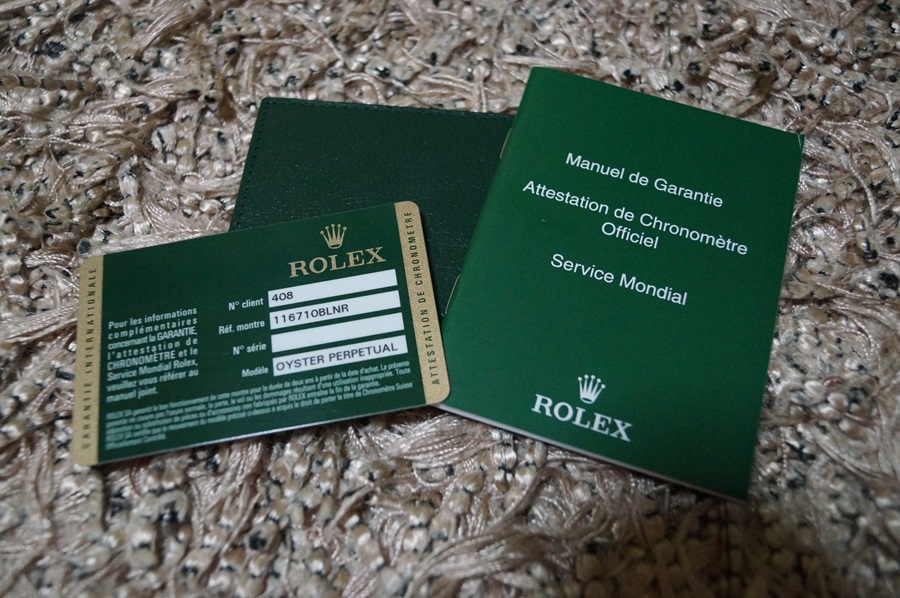 GARANTIE INTERNATIONALE
Pour les informations
complémentaires
concernant la GARANTIE,
l'attestation de
CHRONOMÈTRE et le
Service Mondial Rolex,
veuillez vous référer au
manuel joint.
ROLEX
N° client 408
Réf. montre 116710BLNR
N° série
Modèle OYSTER PERPETUAL
ATTESTATION DE CHRONOMETRE
Manuel de Garantie
Attestation de Chronomètre
Officiel
Service Mondial
ROLEX